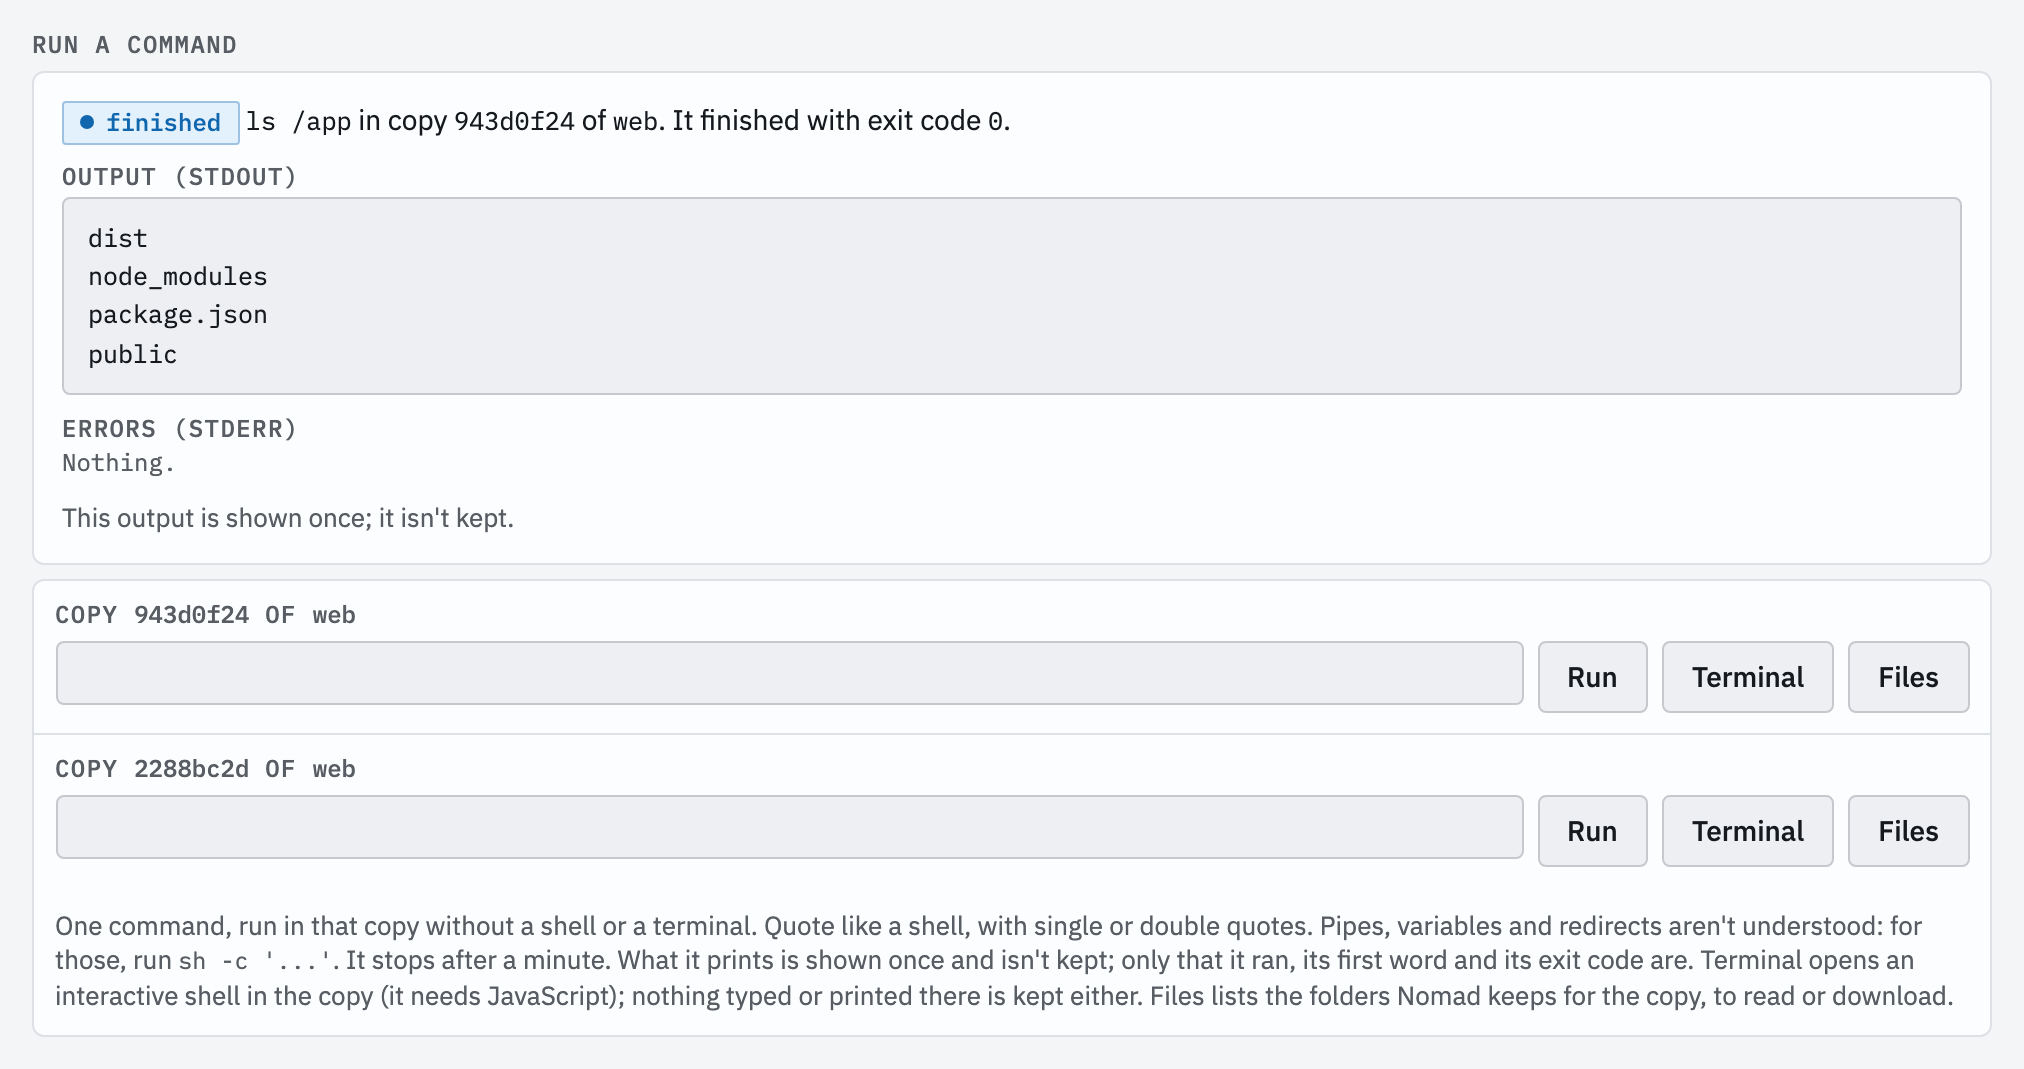 RUN A COMMAND
finished ls /app in copy 943d0f24 of web. It finished with exit code 0.
OUTPUT (STDOUT)
dist
node_modules
package.json
public
ERRORS (STDERR)
Nothing.
This output is shown once; it isn't kept.
COPY 943d0f24 OF web
Run Terminal Files
COPY 2288bc2d OF web
Run Terminal Files
One command, run in that copy without a shell or a terminal. Quote like a shell, with single or double quotes. Pipes, variables and redirects aren't understood: for
those, run sh -c '...'. It stops after a minute. What it prints is shown once and isn't kept; only that it ran, its first word and its exit code are. Terminal opens an
interactive shell in the copy (it needs JavaScript); nothing typed or printed there is kept either. Files lists the folders Nomad keeps for the copy, to read or download.